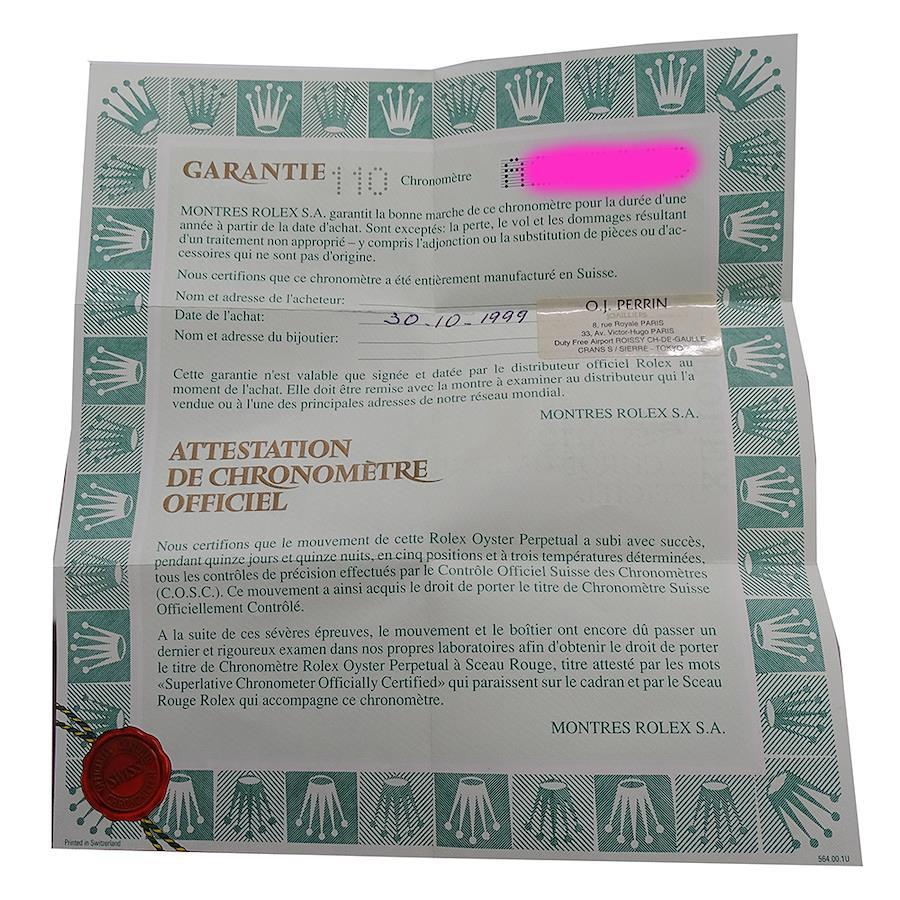 GARANTIE 110 Chronomètre A
MONTRES ROLEX S.A. garantit la bonne marche de ce chronomètre pour la durée d'une
année à partir de la date d'achat. Sont exceptés: la perte, le vol et les dommages résultant
d'un traitement non approprié – y compris l'adjonction ou la substitution de pièces ou d'ac-
cessoires qui ne sont pas d'origine.
Nous certifions que ce chronomètre a été entièrement manufacturé en Suisse.
Nom et adresse de l'acheteur:
Date de l'achat: 30-10-1999
Nom et adresse du bijoutier:
O.J. PERRIN
JOAILLIERS
8, rue Royale PARIS
33, Av. Victor-Hugo PARIS
Duty Free Airport ROISSY CH-DE-GAULLE
CRANS S / SIERRE - TOKYO
Cette garantie n'est valable que signée et datée par le distributeur officiel Rolex au
moment de l'achat. Elle doit être remise avec la montre à examiner au distributeur qui l'a
vendue ou à l'une des principales adresses de notre réseau mondial.
MONTRES ROLEX S.A.
ATTESTATION
DE CHRONOMÈTRE
OFFICIEL
Nous certifions que le mouvement de cette Rolex Oyster Perpetual a subi avec succès,
pendant quinze jours et quinze nuits, en cinq positions et à trois températures déterminées,
tous les contrôles de précision effectués par le Contrôle Officiel Suisse des Chronomètres
(C.O.S.C.). Ce mouvement a ainsi acquis le droit de porter le titre de Chronomètre Suisse
Officiellement Contrôlé.
A la suite de ces sévères épreuves, le mouvement et le boîtier ont encore dû passer un
dernier et rigoureux examen dans nos propres laboratoires afin d'obtenir le droit de porter
le titre de Chronomètre Rolex Oyster Perpetual à Sceau Rouge, titre attesté par les mots
«Superlative Chronometer Officially Certified» qui paraissent sur le cadran et par le Sceau
Rouge Rolex qui accompagne ce chronomètre.
MONTRES ROLEX S.A.
SWISS
Printed in Switzerland
564.00.1U